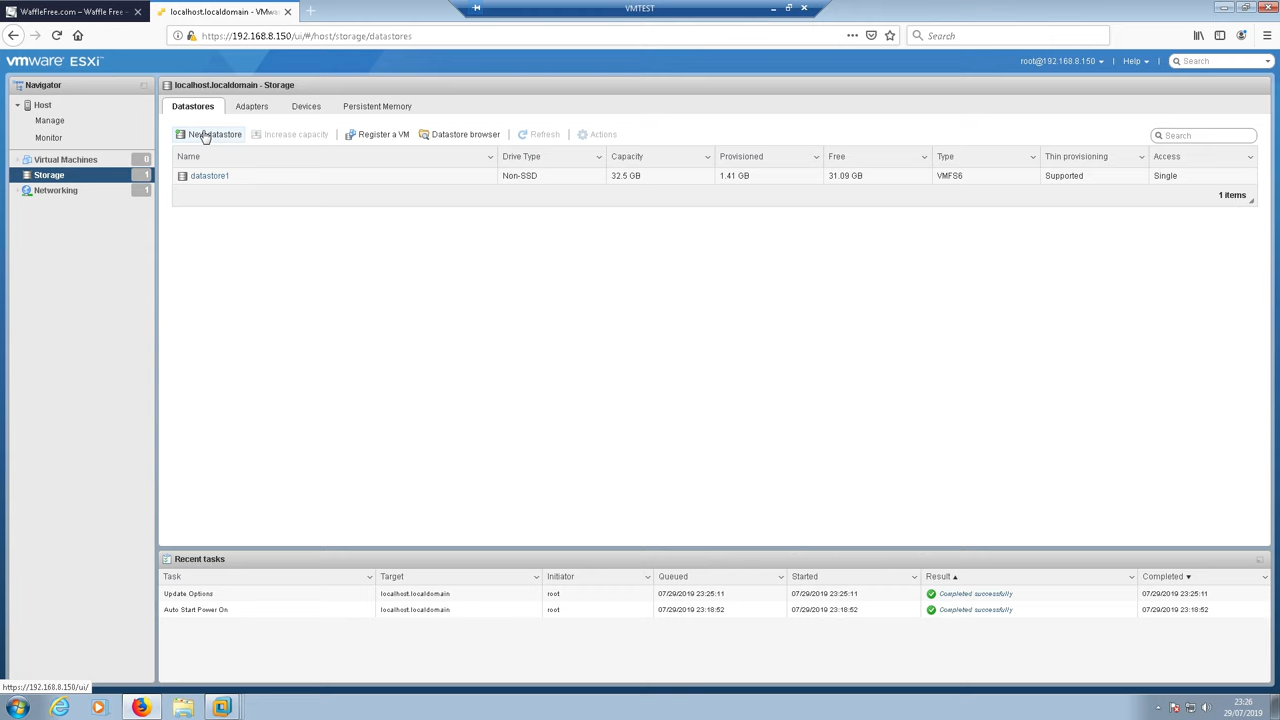 WaffleFree.com – Waffle Free –
localhost.localdomain - VMwa
VMTEST
https://192.168.8.150/ui/#/host/storage/datastores
Search
vmware ESXi™
root@192.168.8.150
Help
Search
Navigator
localhost.localdomain - Storage
Host
Manage
Monitor
Virtual Machines 0
Storage 1
Networking 1
Datastores
Adapters
Devices
Persistent Memory
New datastore
Increase capacity
Register a VM
Datastore browser
Refresh
Actions
Search
Name Drive Type Capacity Provisioned Free Type Thin provisioning Access
datastore1 Non-SSD 32.5 GB 1.41 GB 31.09 GB VMFS6 Supported Single
1 items
Recent tasks
Task Target Initiator Queued Started Result Completed
Update Options localhost.localdomain root 07/29/2019 23:25:11 07/29/2019 23:25:11 Completed successfully 07/29/2019 23:25:11
Auto Start Power On localhost.localdomain root 07/29/2019 23:18:52 07/29/2019 23:18:52 Completed successfully 07/29/2019 23:18:52
https://192.168.8.150/ui/
23:26
29/07/2019